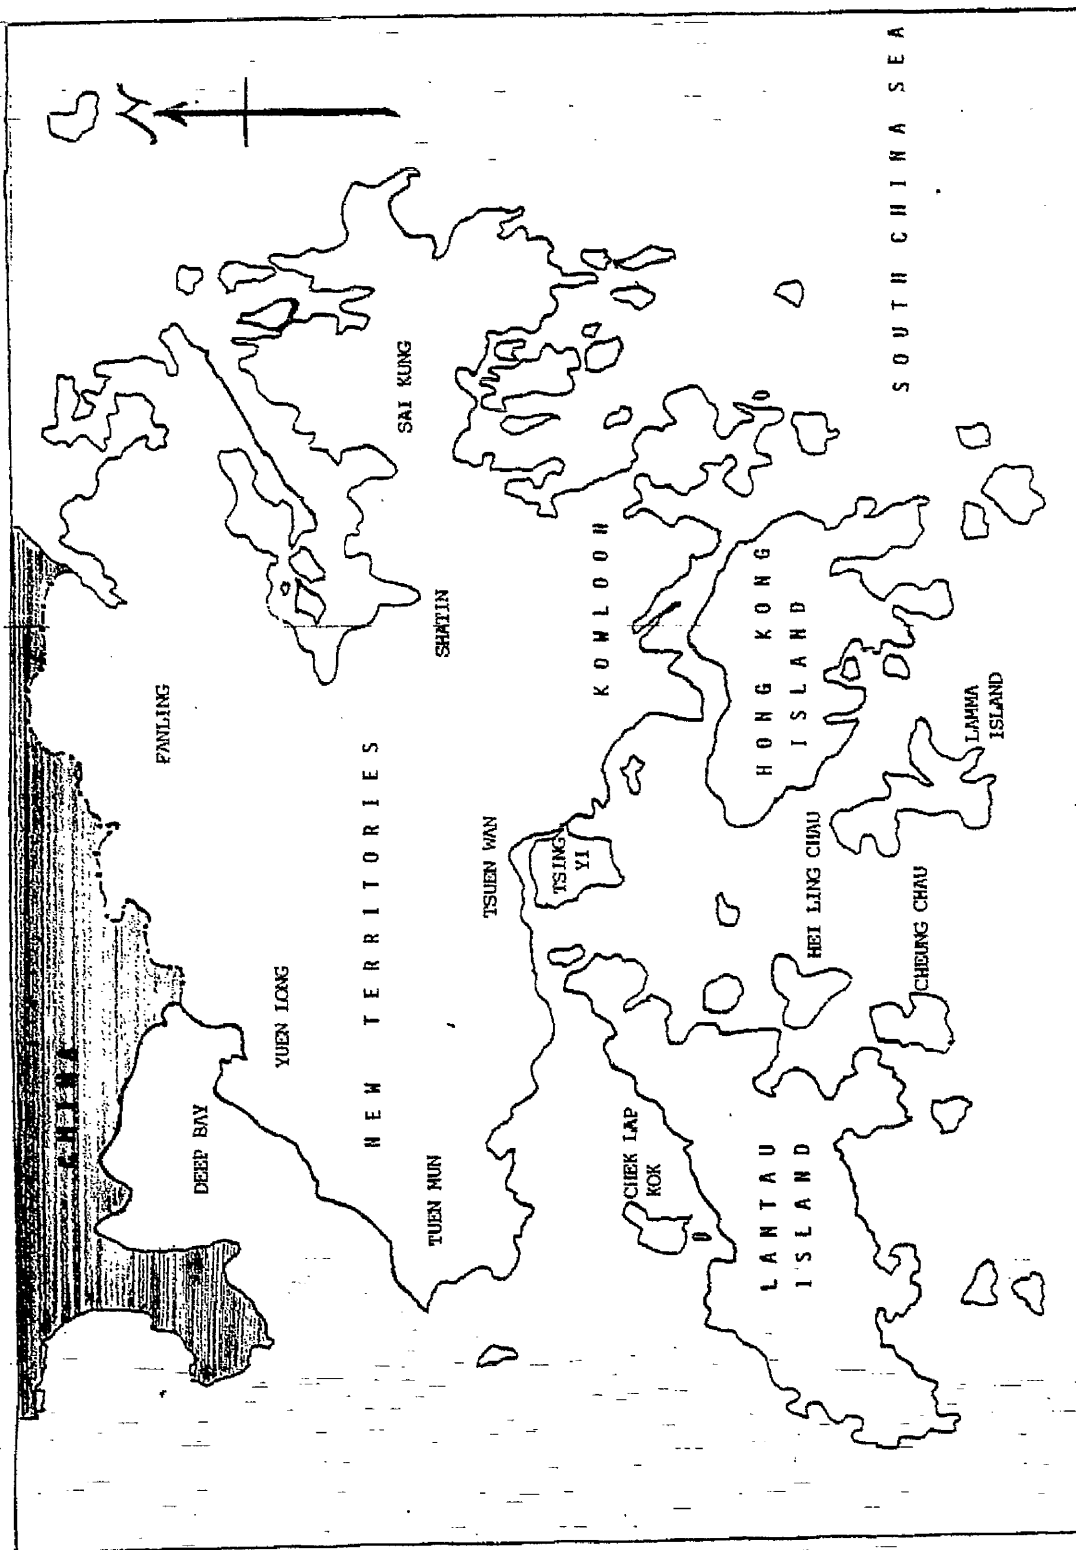 N
CHINA
DEEP BAY
FANLING
YUEN LONG
NEW TERRITORIES
SHATIN
SAI KUNG
TUEN MUN
TSUEN WAN
TSING
YI
KOWLOON
CHEK LAP
KOK
HONG KONG
ISLAND
LANTAU
ISLAND
HEI LING CHAU
CHEUNG CHAU
LAMMA
ISLAND
SOUTH CHINA SEA